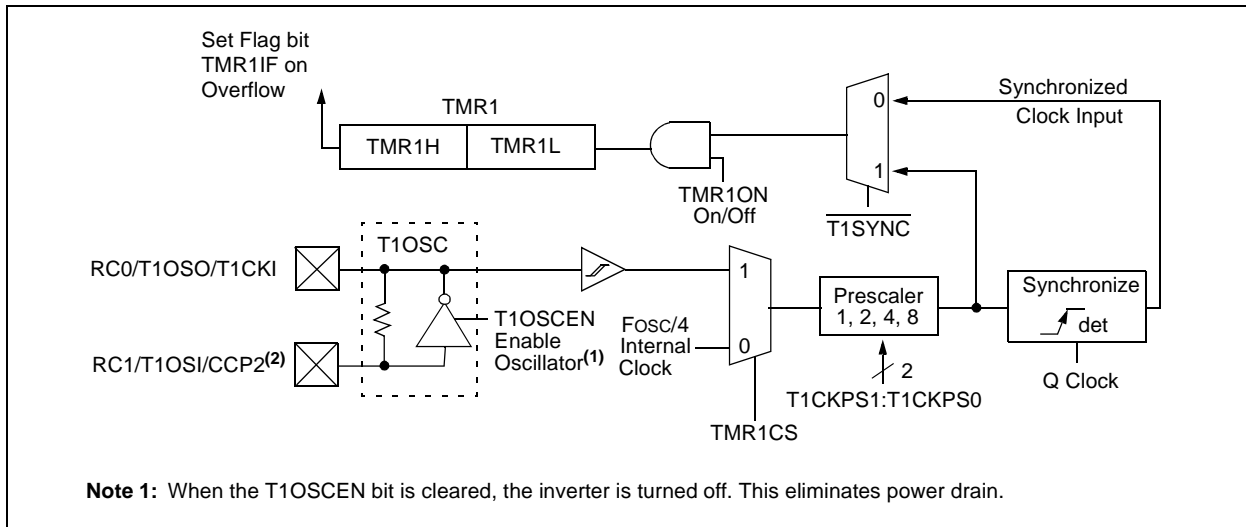 Set Flag bit
TMR1IF on
Overflow
TMR1
TMR1H
TMR1L
TMR1ON
On/Off
0
1
T1SYNC
Synchronized
Clock Input
RC0/T1OSO/T1CKI
T1OSC
RC1/T1OSI/CCP2(2)
T1OSCEN
Enable
Oscillator(1)
FOSC/4
Internal
Clock
1
0
TMR1CS
Prescaler
1, 2, 4, 8
2
T1CKPS1:T1CKPS0
Synchronize
det
Q Clock
Note 1: When the T1OSCEN bit is cleared, the inverter is turned off. This eliminates power drain.